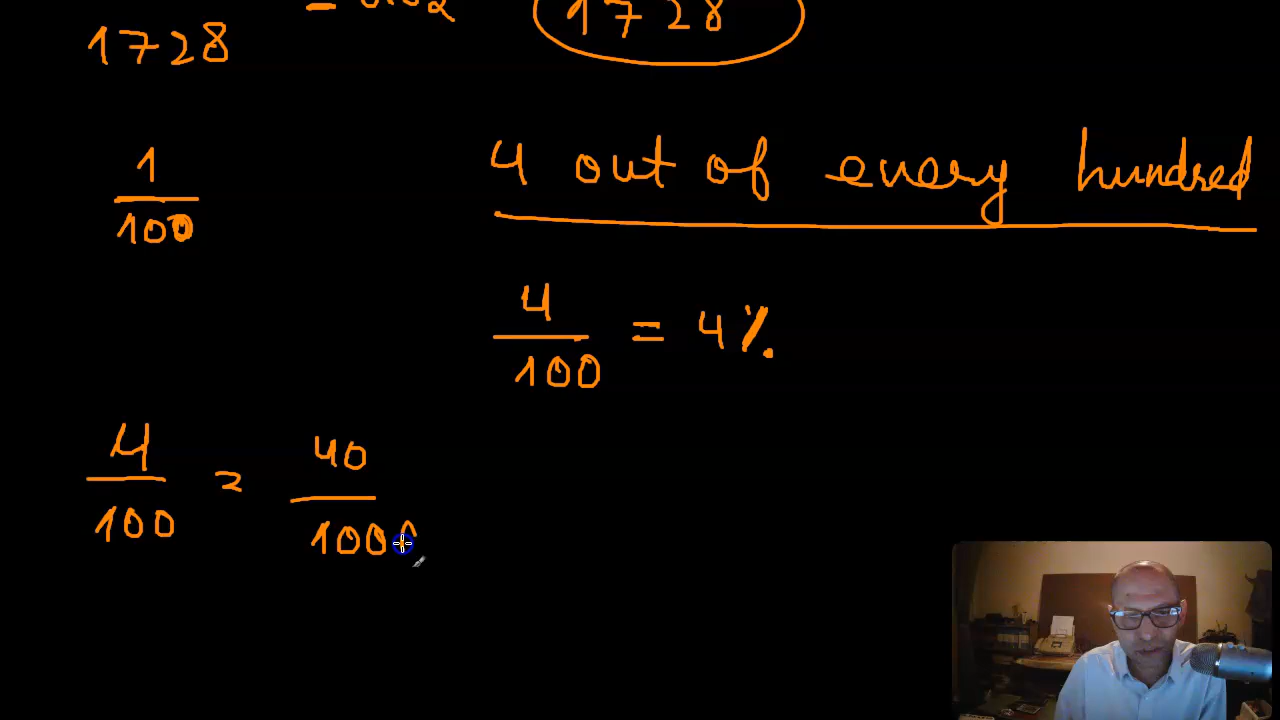 1728
1728
1
100
4 out of every hundred
4
100 = 4%
4
100 = 40
1000